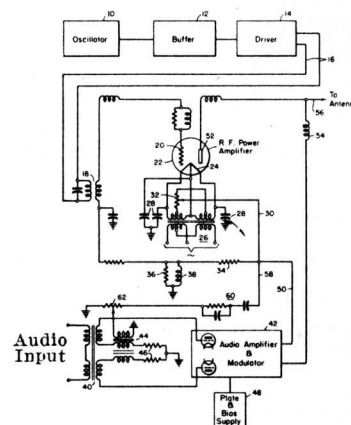 10
12
14
Oscillator
Buffer
Driver
16
To
Antenn
56
52
54
20
22
R.F. Power
Amplifier
24
18
32
28
28
30
26
36
38
34
58
50
62
60
42
44
Audio
Input
46
Audio Amplifier
&
Modulator
40
48
Plate
&
Bias
Supply